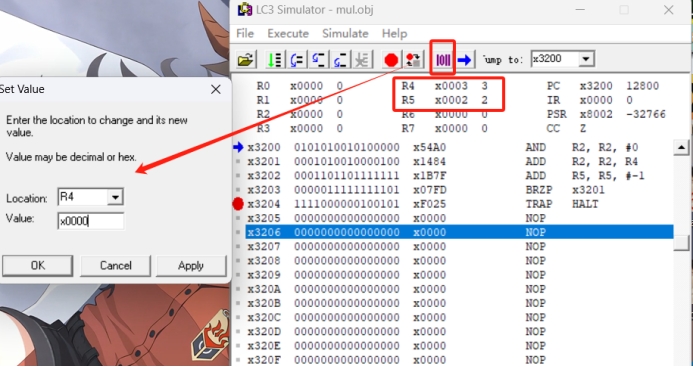 LC3 Simulator - mul.obj
File Execute Simulate Help
Jump to: x3200
R0 x0000 0 R4 x0003 3 PC x3200 12800
R1 x0000 0 R5 x0002 2 IR x0000 0
R2 x0000 0 R6 x0000 0 PSR x8002 -32766
R3 x0000 0 R7 x0000 0 CC Z
x3200 0101010010100000 x54A0 AND R2, R2, #0
x3201 0001010010000100 x1484 ADD R2, R2, R4
x3202 0001101101111111 x1B7F ADD R5, R5, #-1
x3203 0000011111111101 x07FD BRZP x3201
x3204 1111000000100101 xF025 TRAP HALT
x3205 0000000000000000 x0000 NOP
x3206 0000000000000000 x0000 NOP
x3207 0000000000000000 x0000 NOP
x3208 0000000000000000 x0000 NOP
x3209 0000000000000000 x0000 NOP
x320A 0000000000000000 x0000 NOP
x320B 0000000000000000 x0000 NOP
x320C 0000000000000000 x0000 NOP
x320D 0000000000000000 x0000 NOP
x320E 0000000000000000 x0000 NOP
x320F 0000000000000000 x0000 NOP
Set Value
Enter the location to change and its new
value.
Value may be decimal or hex.
Location: R4
Value: x0000
OK Cancel Apply